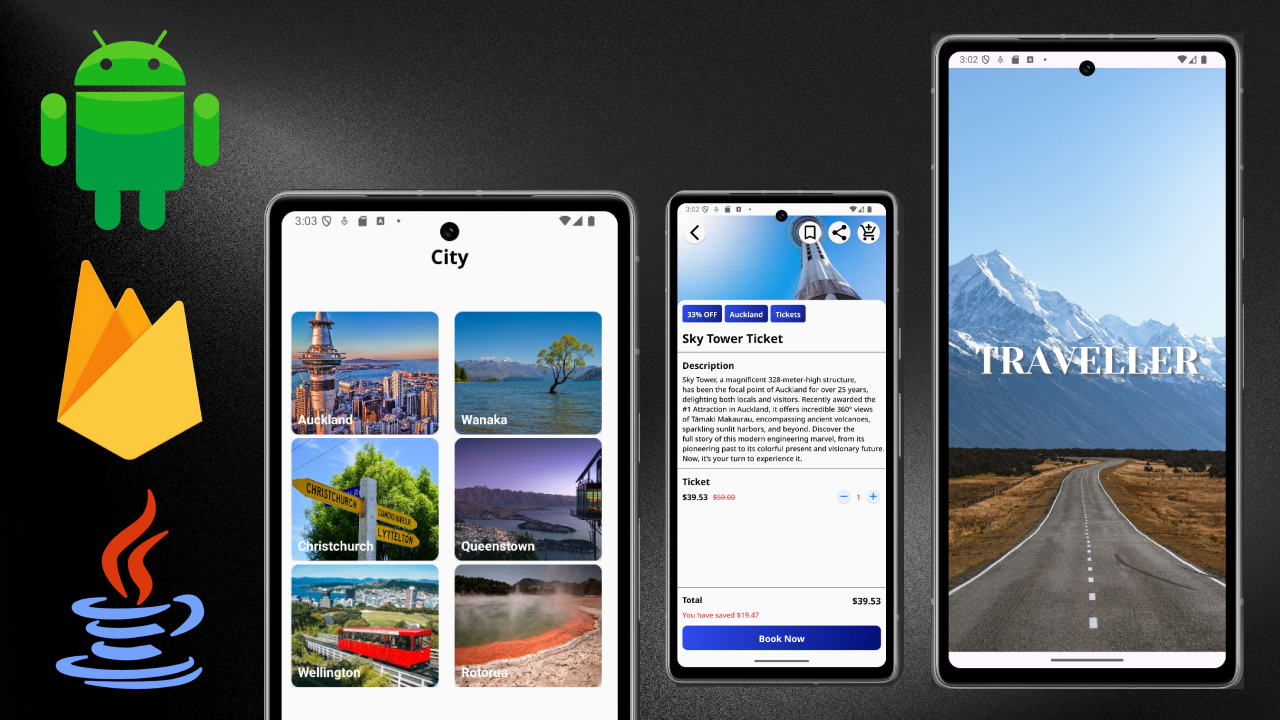 3:03
City
Auckland
Wanaka
CHRISTCHURCH
LYTTELTON
Christchurch
Queenstown
Wellington
Rotorua
3:02
33% OFF
Auckland
Tickets
Sky Tower Ticket
Description
Sky Tower, a magnificent 328-meter-high structure,
has been the focal point of Auckland for over 25 years,
delighting both locals and visitors. Recently awarded the
#1 Attraction in Auckland, it offers incredible 360° views
of Tāmaki Makaurau, encompassing ancient volcanoes,
sparkling sunlit harbors, and beyond. Discover the
full story of this modern engineering marvel, from its
pioneering past to its colorful present and visionary future.
Now, it's your turn to experience it.
Ticket
$39.53 $59.00
1
Total
$39.53
You have saved $19.47
Book Now
3:02
TRAVELLER